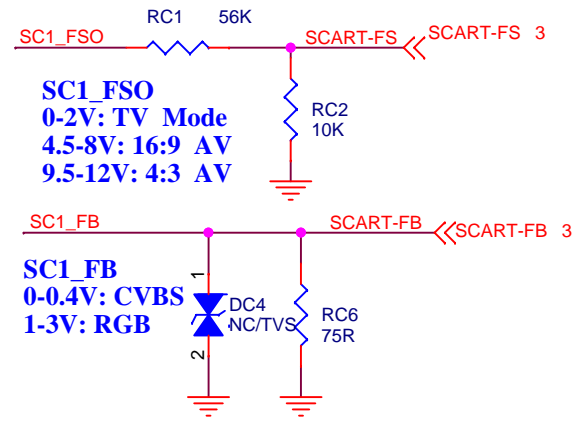 RC1 56K
SC1_FSO
SCART-FS
SCART-FS 3
SC1_FSO
0-2V: TV Mode
4.5-8V: 16:9 AV
9.5-12V: 4:3 AV
RC2
10K
SC1_FB
SCART-FB
SCART-FB 3
SC1_FB
0-0.4V: CVBS
1-3V: RGB
1
DC4
NC/TVS
2
RC6
75R